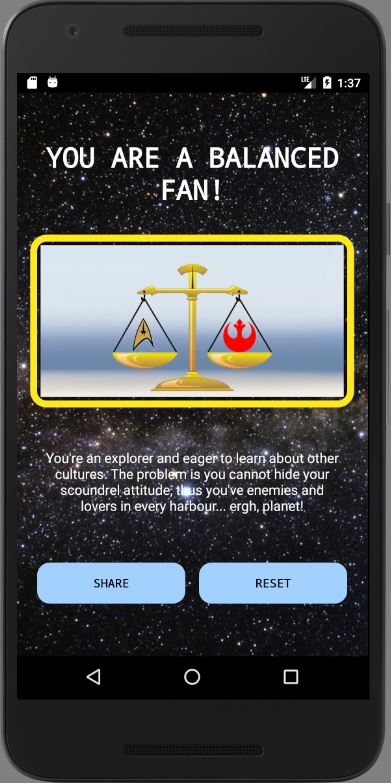 LTE 1:37
YOU ARE A BALANCED
FAN!
You're an explorer and eager to learn about other
cultures. The problem is you cannot hide your
scoundrel attitude, thus you've enemies and
lovers in every harbour... ergh, planet!
SHARE RESET